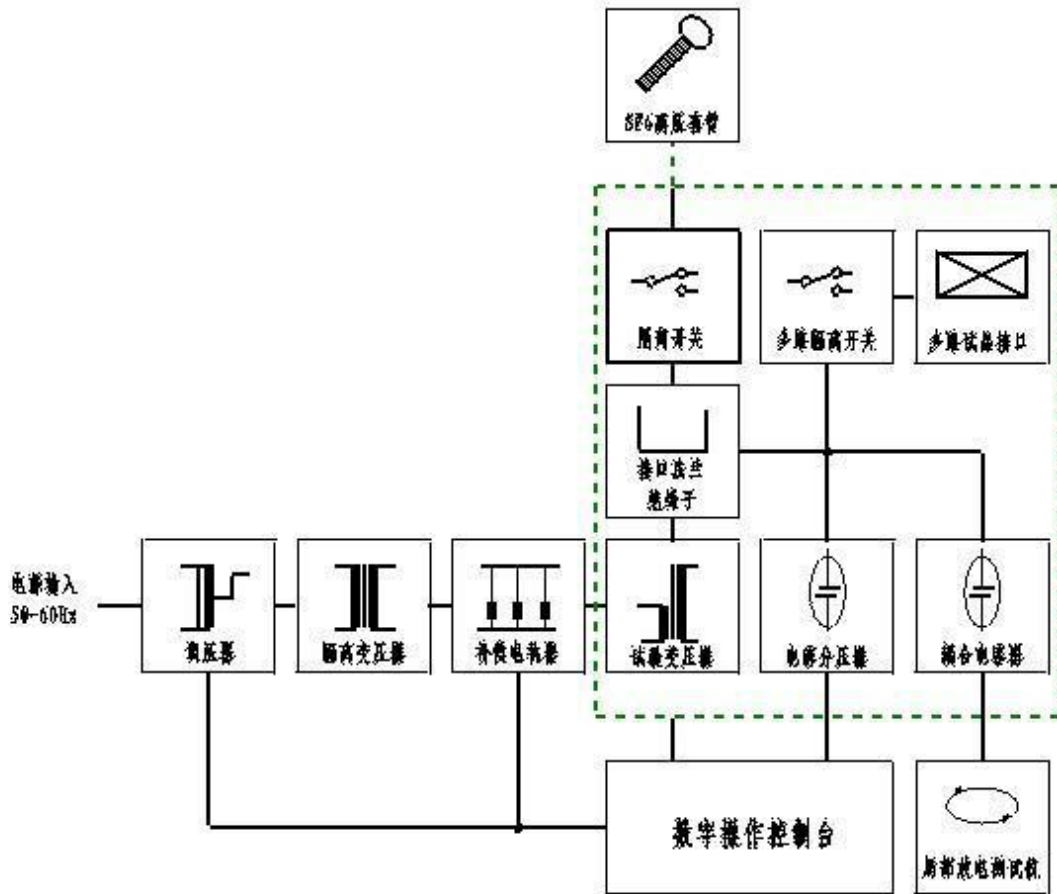 SF6高压套管
隔离开关
多路隔离开关
多路试品接口
接口法兰
绝缘子
电源输入
50-60Hz
调压器
隔离变压器
补偿电抗器
试验变压器
电容分压器
耦合电容器
数字操作控制台
局部放电测试仪